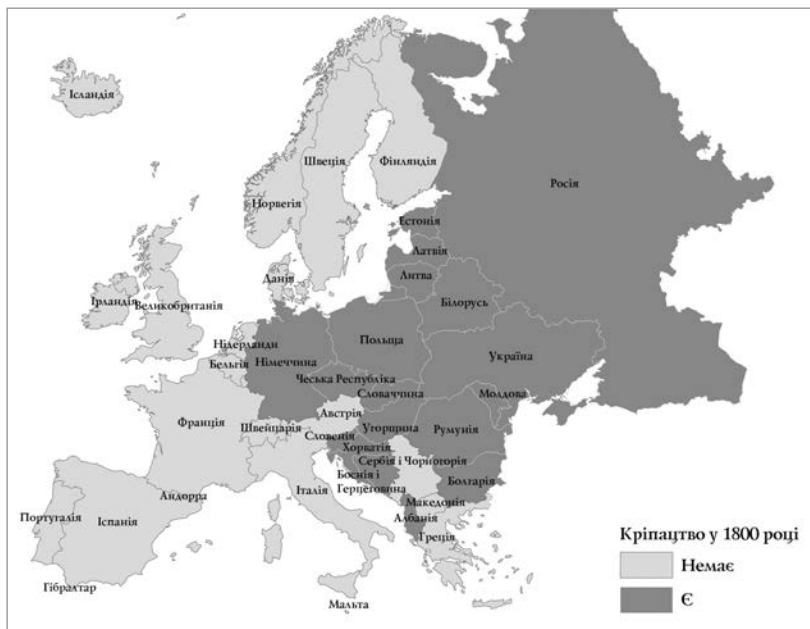 Ісландія
Швеція
Фінляндія
Норвегія
Росія
Естонія
Латвія
Литва
Данія
Білорусь
Ірландія
Великобританія
Нідерланди
Польща
Бельгія
Німеччина
Україна
Чеська Республіка
Словаччина
Молдова
Франція
Австрія
Швейцарія
Угорщина
Румунія
Словенія
Хорватія
Сербія і Чорногорія
Боснія і
Герцеговина
Болгарія
Андорра
Італія
Македонія
Албанія
Греція
Португалія
Іспанія
Гібралтар
Мальта
Кріпацтво у 1800 році
Немає
Є